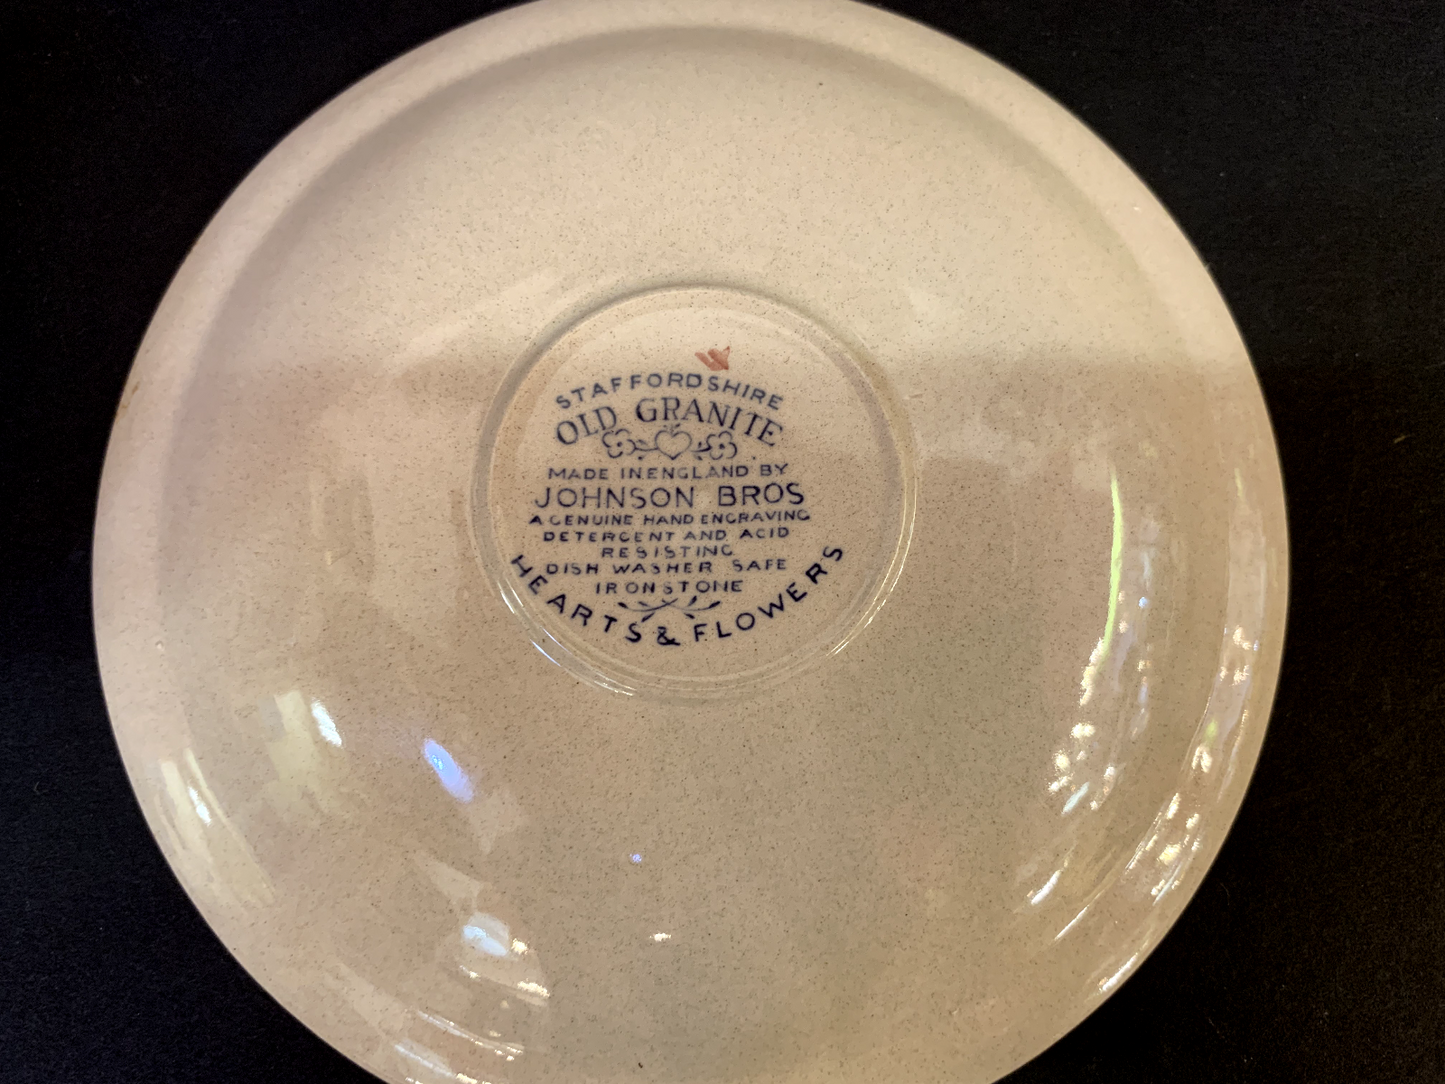 STAFFORDSHIRE
OLD GRANITE
MADE IN ENGLAND BY
JOHNSON BROS
A GENUINE HAND ENGRAVING
DETERGENT AND ACID
RESISTING
DISH WASHER SAFE
IRONSTONE
HEARTS & FLOWERS